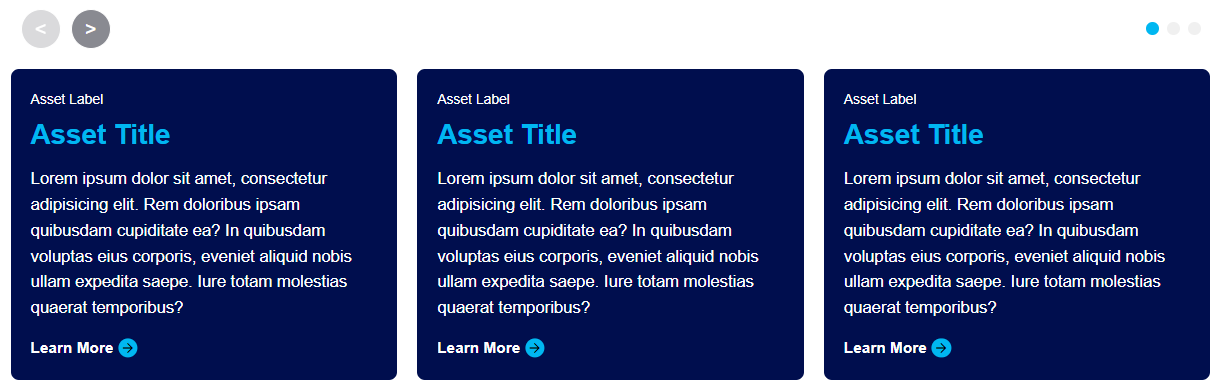 < >
Asset Label
Asset Title
Lorem ipsum dolor sit amet, consectetur
adipisicing elit. Rem doloribus ipsam
quibusdam cupiditate ea? In quibusdam
voluptas eius corporis, eveniet aliquid nobis
ullam expedita saepe. Iure totam molestias
quaerat temporibus?
Learn More
Asset Label
Asset Title
Lorem ipsum dolor sit amet, consectetur
adipisicing elit. Rem doloribus ipsam
quibusdam cupiditate ea? In quibusdam
voluptas eius corporis, eveniet aliquid nobis
ullam expedita saepe. Iure totam molestias
quaerat temporibus?
Learn More
Asset Label
Asset Title
Lorem ipsum dolor sit amet, consectetur
adipisicing elit. Rem doloribus ipsam
quibusdam cupiditate ea? In quibusdam
voluptas eius corporis, eveniet aliquid nobis
ullam expedita saepe. Iure totam molestias
quaerat temporibus?
Learn More